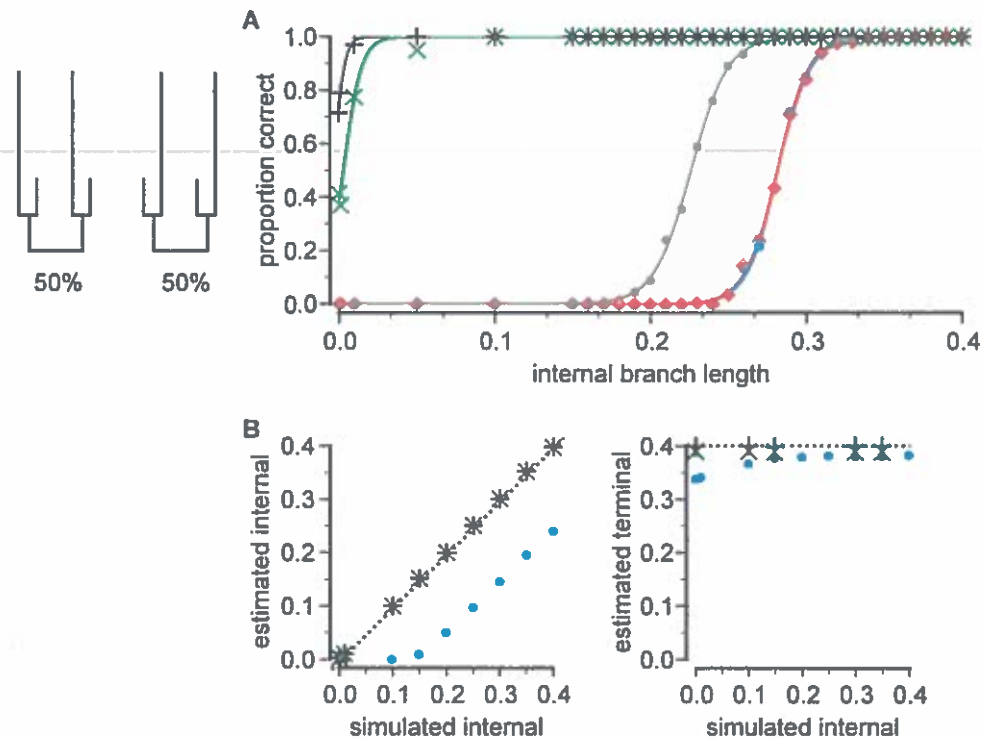 A
1.0
0.8
0.6
0.4
0.2
0.0
proportion correct
50% 50%
0.0 0.1 0.2 0.3 0.4
internal branch length
B
0.4
0.3
0.2
0.1
0.0
estimated internal
0.0 0.1 0.2 0.3 0.4
simulated internal
0.4
0.3
0.2
0.1
0.0
estimated terminal
0.0 0.1 0.2 0.3 0.4
simulated internal